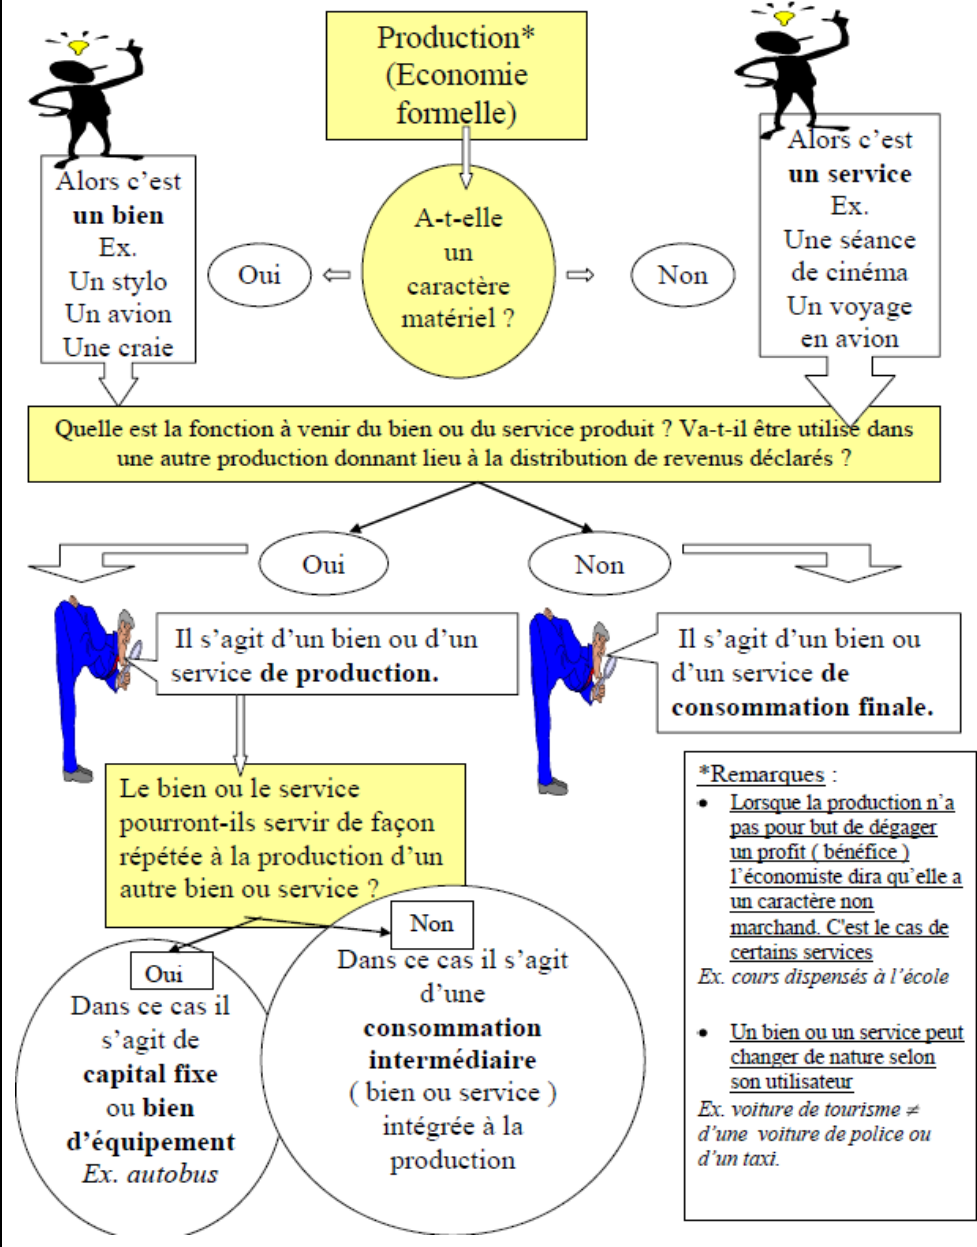 Production*
(Economie
formelle)
Alors c’est
un bien
Ex.
Un stylo
Un avion
Une craie
Oui
A-t-elle
un
caractère
matériel ?
Non
Alors c’est
un service
Ex.
Une séance
de cinéma
Un voyage
en avion
Quelle est la fonction à venir du bien ou du service produit ? Va-t-il être utilisé dans
une autre production donnant lieu à la distribution de revenus déclarés ?
Oui
Non
Il s’agit d’un bien ou d’un
service de production.
Il s’agit d’un bien ou
d’un service de
consommation finale.
Le bien ou le service
pourront-ils servir de façon
répétée à la production d’un
autre bien ou service ?
Oui
Dans ce cas il
s’agit de
capital fixe
ou bien
d’équipement
Ex. autobus
Non
Dans ce cas il s’agit
d’une
consommation
intermédiaire
( bien ou service )
intégrée à la
production
*Remarques :
• Lorsque la production n’a
pas pour but de dégager
un profit ( bénéfice )
l’économiste dira qu’elle a
un caractère non
marchand. C'est le cas de
certains services
Ex. cours dispensés à l’école
• Un bien ou un service peut
changer de nature selon
son utilisateur
Ex. voiture de tourisme ≠
d’une voiture de police ou
d’un taxi.